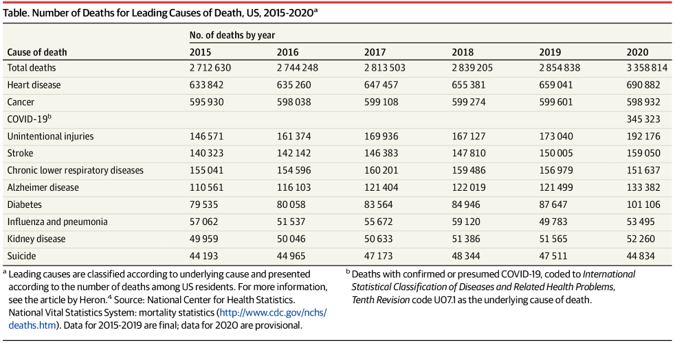 Table. Number of Deaths for Leading Causes of Death, US, 2015-2020ᵃ
No. of deaths by year
Cause of death 2015 2016 2017 2018 2019 2020
Total deaths 2 712 630 2 744 248 2 813 503 2 839 205 2 854 838 3 358 814
Heart disease 633 842 635 260 647 457 655 381 659 041 690 882
Cancer 595 930 598 038 599 108 599 274 599 601 598 932
COVID-19ᵇ 345 323
Unintentional injuries 146 571 161 374 169 936 167 127 173 040 192 176
Stroke 140 323 142 142 146 383 147 810 150 005 159 050
Chronic lower respiratory diseases 155 041 154 596 160 201 159 486 156 979 151 637
Alzheimer disease 110 561 116 103 121 404 122 019 121 499 133 382
Diabetes 79 535 80 058 83 564 84 946 87 647 101 106
Influenza and pneumonia 57 062 51 537 55 672 59 120 49 783 53 495
Kidney disease 49 959 50 046 50 633 51 386 51 565 52 260
Suicide 44 193 44 965 47 173 48 344 47 511 44 834
ᵃ Leading causes are classified according to underlying cause and presented
according to the number of deaths among US residents. For more information,
see the article by Heron.⁴ Source: National Center for Health Statistics.
National Vital Statistics System: mortality statistics (http://www.cdc.gov/nchs/
deaths.htm). Data for 2015-2019 are final; data for 2020 are provisional.
ᵇ Deaths with confirmed or presumed COVID-19, coded to International
Statistical Classification of Diseases and Related Health Problems,
Tenth Revision code U07.1 as the underlying cause of death.